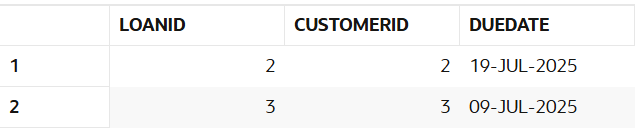 LOANID CUSTOMERID DUEDATE
1 2 2 19-JUL-2025
2 3 3 09-JUL-2025